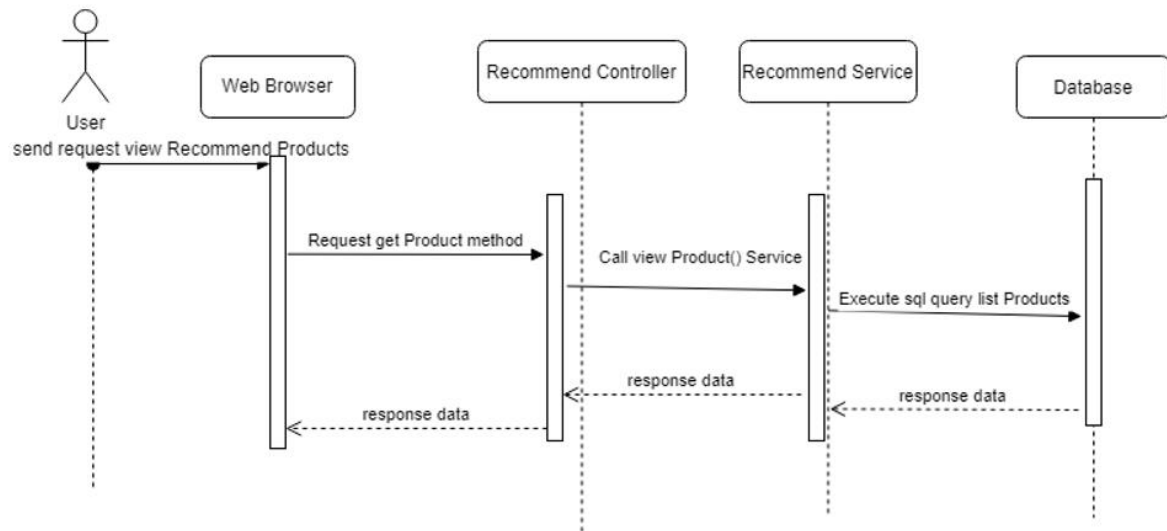 Web Browser
Recommend Controller
Recommend Service
Database
User
send request view Recommend Products
Request get Product method
Call view Product() Service
Execute sql query list Products
response data
response data
response data